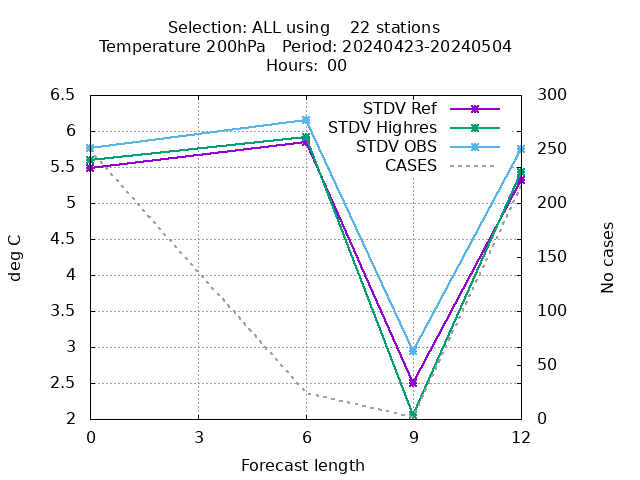 Selection: ALL using 22 stations
Temperature 200hPa Period: 20240423-20240504
Hours: 00
6.5
6
5.5
5
4.5
4
3.5
3
2.5
2
deg C
STDV Ref
STDV Highres
STDV OBS
CASES
300
250
200
150
100
50
0
No cases
0 3 6 9 12
Forecast length